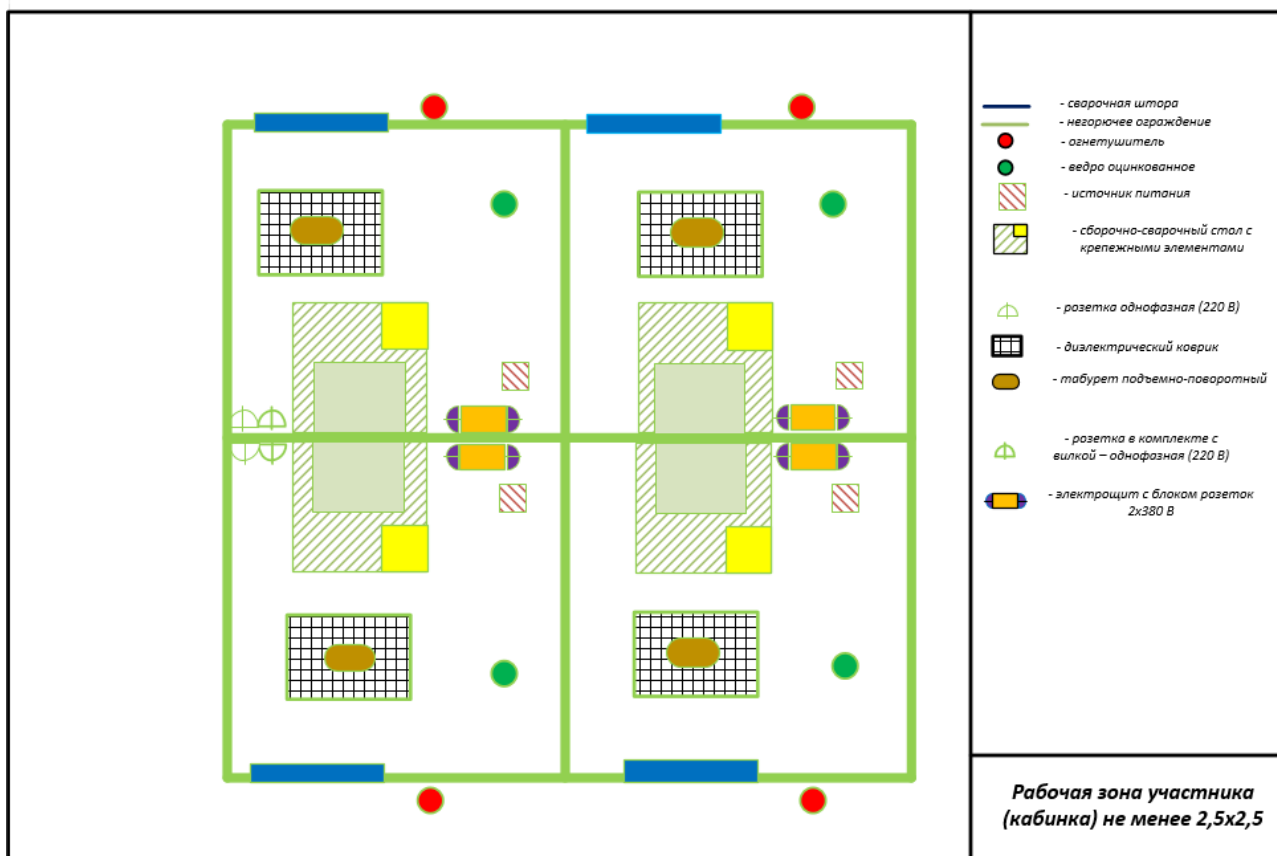 - сварочная штора
- негорючее ограждение
- огнетушитель
- ведро оцинкованное
- источник питания
- сборочно-сварочный стол с
крепежными элементами
- розетка однофазная (220 В)
- диэлектрический коврик
- табурет подъемно-поворотный
- розетка в комплекте с
вилкой – однофазная (220 В)
- электрощит с блоком розеток
2х380 В
Рабочая зона участника
(кабинка) не менее 2,5х2,5